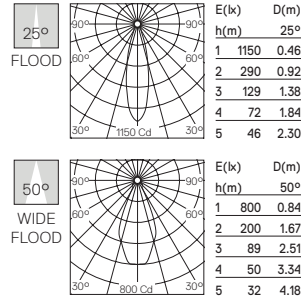 25°
FLOOD
90° 90°
60° 60°
30° 1150 Cd 30°
E(lx) D(m)
h(m) 25°
1 1150 0.46
2 290 0.92
3 129 1.38
4 72 1.84
5 46 2.30
50°
WIDE
FLOOD
90° 90°
60° 60°
30° 800 Cd 30°
E(lx) D(m)
h(m) 50°
1 800 0.84
2 200 1.67
3 89 2.51
4 50 3.34
5 32 4.18